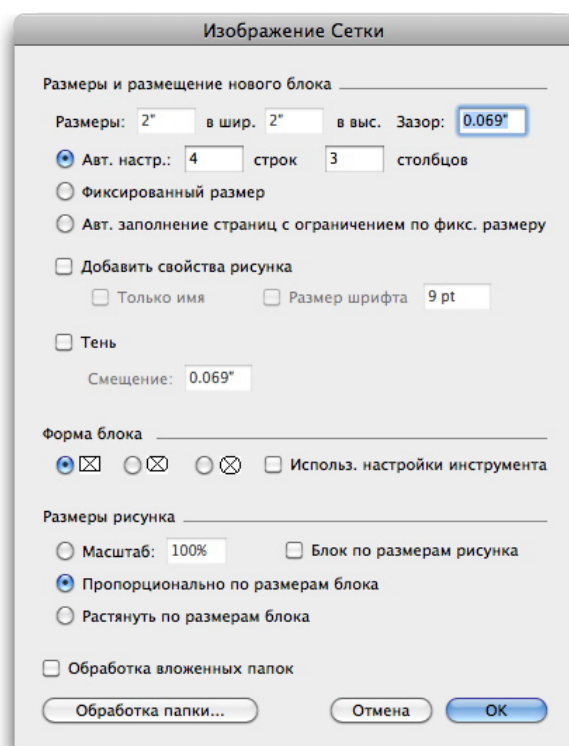 Изображение Сетки
Размеры и размещение нового блока
Размеры: 2" в шир. 2" в выс. Зазор: 0.069"
Авт. настр.: 4 строк 3 столбцов
Фиксированный размер
Авт. заполнение страниц с ограничением по фикс. размеру
Добавить свойства рисунка
Только имя Размер шрифта 9 pt
Тень
Смещение: 0.069"
Форма блока
Использ. настройки инструмента
Размеры рисунка
Масштаб: 100% Блок по размерам рисунка
Пропорционально по размерам блока
Растянуть по размерам блока
Обработка вложенных папок
Обработка папки... Отмена OK